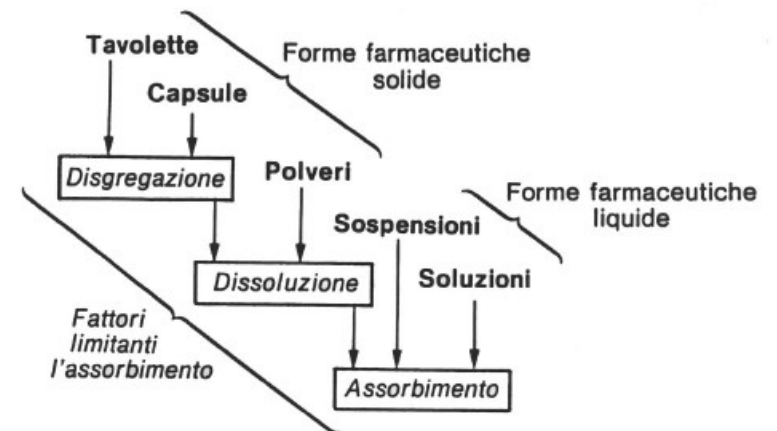 Tavolette
Forme farmaceutiche
solide
Capsule
Disgregazione
Polveri
Forme farmaceutiche
liquide
Sospensioni
Dissoluzione
Soluzioni
Fattori
limitanti
l'assorbimento
Assorbimento